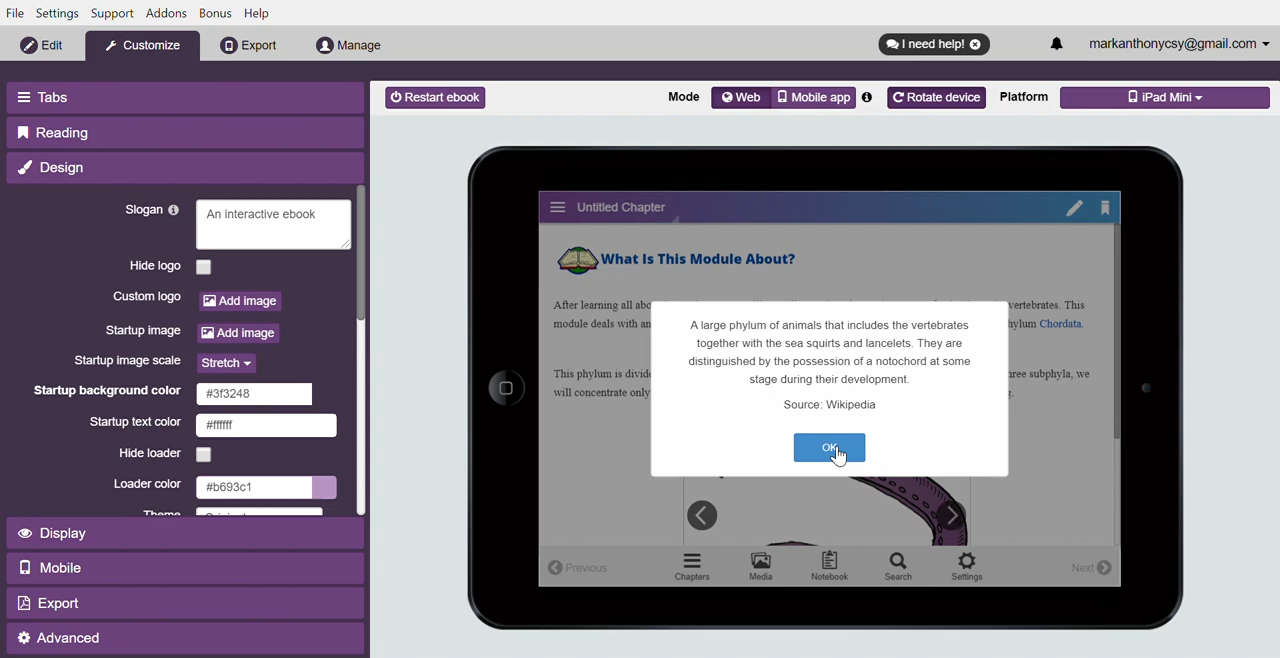 File Settings Support Addons Bonus Help
Edit Customize Export Manage I need help! markanthonycsy@gmail.com
Tabs
Reading
Design
Slogan An interactive ebook
Hide logo
Custom logo Add image
Startup image Add image
Startup image scale Stretch
Startup background color #3f3248
Startup text color #ffffff
Hide loader
Loader color #b693c1
Display
Mobile
Export
Advanced
Restart ebook Mode Web Mobile app Rotate device Platform iPad Mini
Untitled Chapter
What Is This Module About?
After learning all abo vertebrates. This
module deals with an hylum Chordata.
This phylum is divide ree subphyla, we
will concentrate only
A large phylum of animals that includes the vertebrates
together with the sea squirts and lancelets. They are
distinguished by the possession of a notochord at some
stage during their development.
Source: Wikipedia
OK
Previous Chapters Media Notebook Search Settings Next